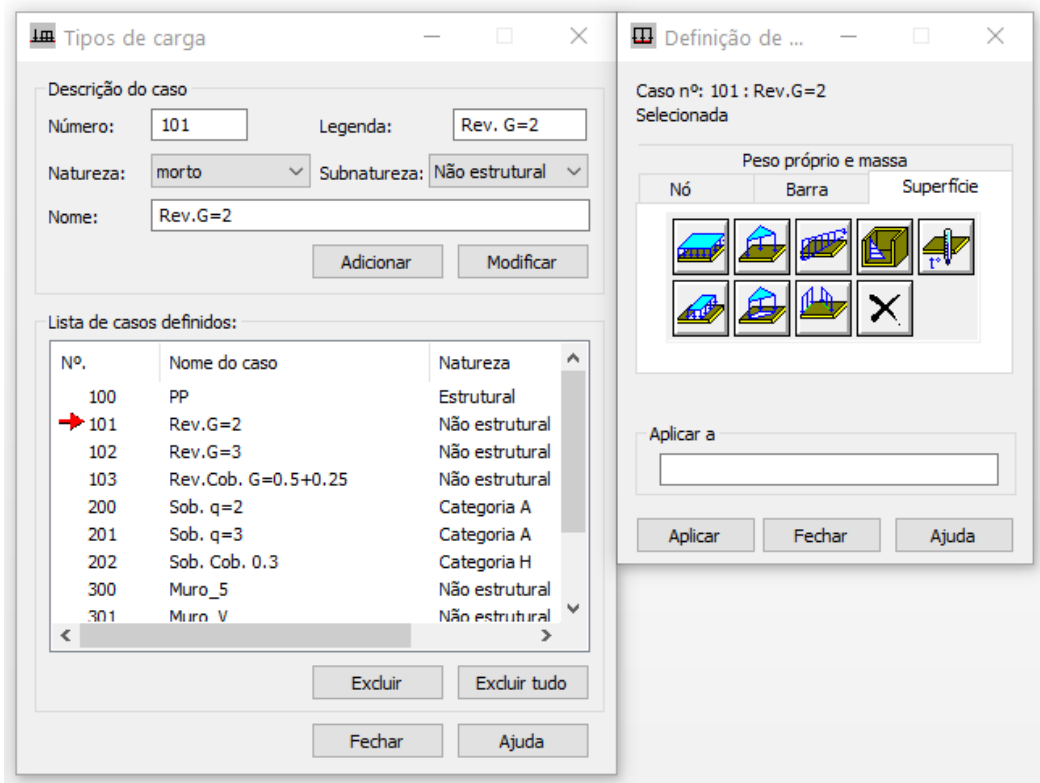 Tipos de carga
Descrição do caso
Número: 101 Legenda: Rev. G=2
Natureza: morto Subnatureza: Não estrutural
Nome: Rev.G=2
Adicionar Modificar
Lista de casos definidos:
Nº. Nome do caso Natureza
100 PP Estrutural
101 Rev.G=2 Não estrutural
102 Rev.G=3 Não estrutural
103 Rev.Cob. G=0.5+0.25 Não estrutural
200 Sob. q=2 Categoria A
201 Sob. q=3 Categoria A
202 Sob. Cob. 0.3 Categoria H
300 Muro_5 Não estrutural
301 Muro_V Não estrutural
Excluir Excluir tudo
Fechar Ajuda
Definição de ...
Caso nº: 101 : Rev.G=2
Selecionada
Peso próprio e massa
Nó Barra Superfície
t°
Aplicar a
Aplicar Fechar Ajuda